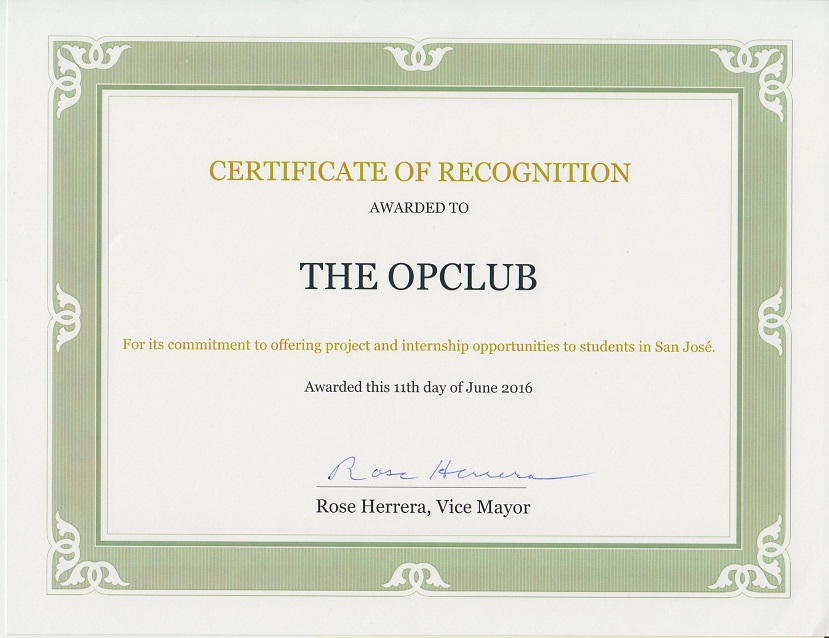 CERTIFICATE OF RECOGNITION
AWARDED TO
THE OPCLUB
For its commitment to offering project and internship opportunities to students in San José.
Awarded this 11th day of June 2016
Rose Herrera
Rose Herrera, Vice Mayor